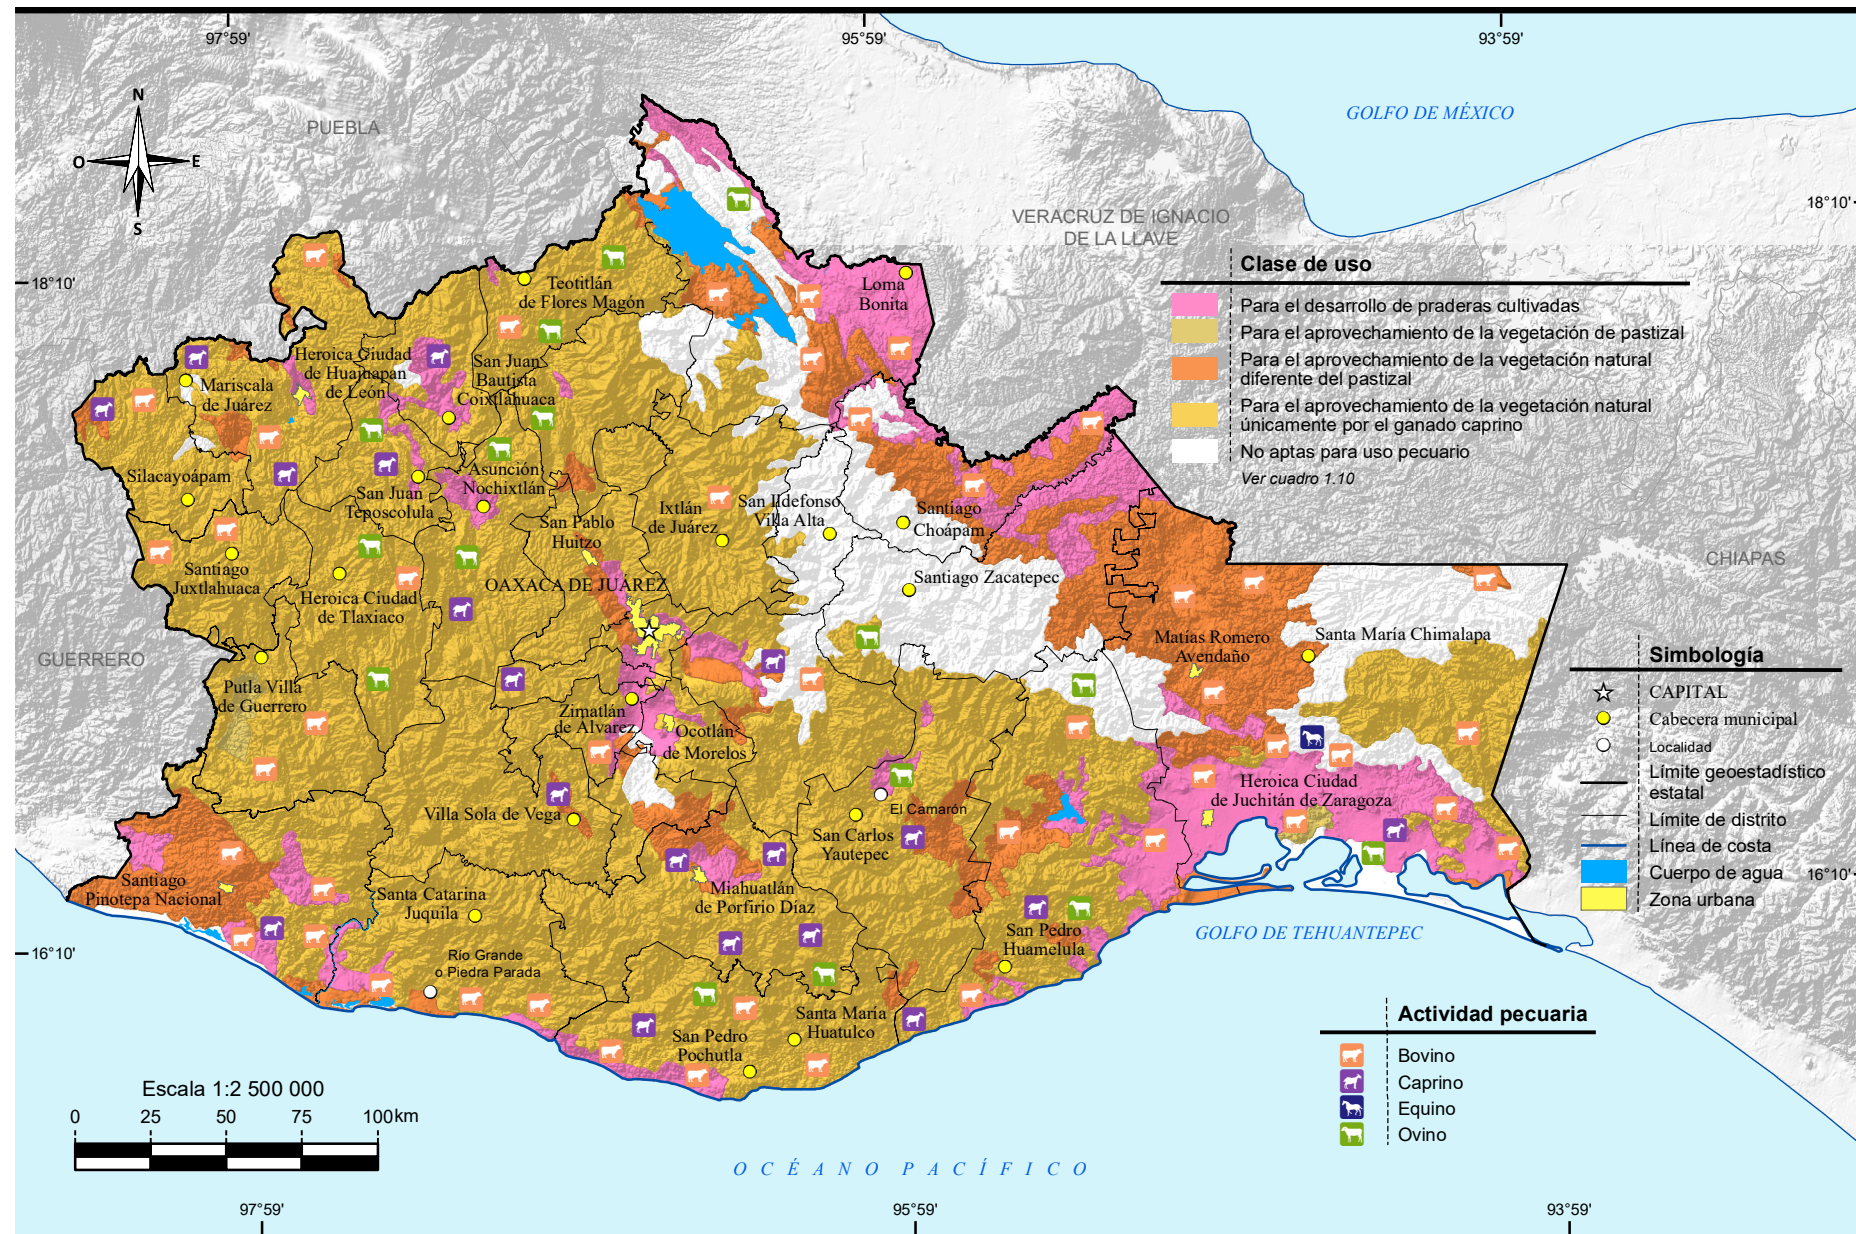 97°59'
95°59'
93°59'
GOLFO DE MÉXICO
N
O
E
S
PUEBLA
VERACRUZ DE IGNACIO
DE LA LLAVE
18°10'
18°10'
Clase de uso
Para el desarrollo de praderas cultivadas
Para el aprovechamiento de la vegetación de pastizal
Para el aprovechamiento de la vegetación natural
diferente del pastizal
Para el aprovechamiento de la vegetación natural
únicamente por el ganado caprino
No aptas para uso pecuario
Ver cuadro 1.10
Teotitlán
de Flores Magón
Loma
Bonita
Heroica Ciudad
de Huajuapan
de León
San Juan
Bautista
Coixtlahuaca
Mariscala
de Juárez
Silacayoápam
Asunción
Nochixtlán
San Juan
Teposcolula
Ixtlán
de Juárez
San Ildefonso
Villa Alta
Santiago
Choápam
San Pablo
Huitzo
Santiago
Juxtlahuaca
OAXACA DE JUÁREZ
Santiago Zacatepec
Heroica Ciudad
de Tlaxiaco
CHIAPAS
GUERRERO
Matías Romero
Avendaño
Santa María Chimalapa
Putla Villa
de Guerrero
Zimatlán
de Alvarez
Ocotlán
de Morelos
Heroica Ciudad
de Juchitán de Zaragoza
Villa Sola de Vega
El Camarón
San Carlos
Yautepec
Santiago
Pinotepa Nacional
Santa Catarina
Juquila
Miahuatlán
de Porfirio Díaz
San Pedro
Huamelula
GOLFO DE TEHUANTEPEC
Río Grande
o Piedra Parada
Santa María
Huatulco
San Pedro
Pochutla
Simbología
CAPITAL
Cabecera municipal
Localidad
Límite geoestadístico
estatal
Límite de distrito
Línea de costa
Cuerpo de agua
Zona urbana
16°10'
16°10'
Actividad pecuaria
Bovino
Caprino
Equino
Ovino
Escala 1:2 500 000
0 25 50 75 100km
OCÉANO PACÍFICO
97°59'
95°59'
93°59'